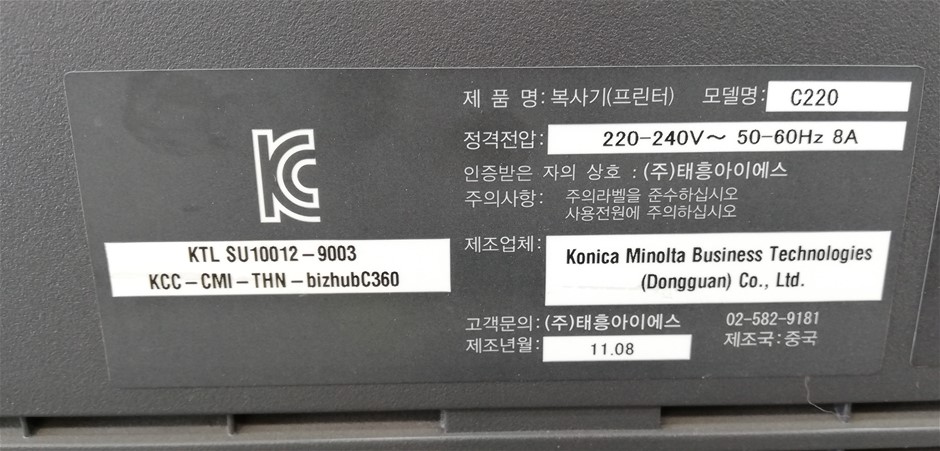 KC
KTL SU10012-9003
KCC-CMI-THN-bizhubC360
제 품 명: 복사기(프린터) 모델명: C220
정격전압: 220-240V~ 50-60Hz 8A
인증받은 자의 상호 : (주)태흥아이에스
주의사항: 주의라벨을 준수하십시오
사용전원에 주의하십시오
제조업체: Konica Minolta Business Technologies
(Dongguan) Co., Ltd.
고객문의: (주)태흥아이에스 02-582-9181
제조년월: 11.08 제조국: 중국